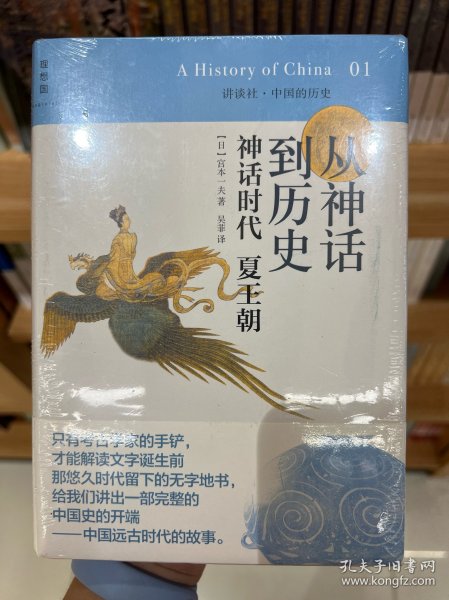 理想国
A History of China 01
讲谈社·中国的历史
从神话
到历史
神话时代 夏王朝
[日]宫本一夫著 吴菲译
只有考古学家的手铲，
才能解读文字诞生前
那悠久时代留下的无字地书，
给我们讲出一部完整的
中国史的开端
——中国远古时代的故事。
孔夫子旧书网
www.kongfz.com